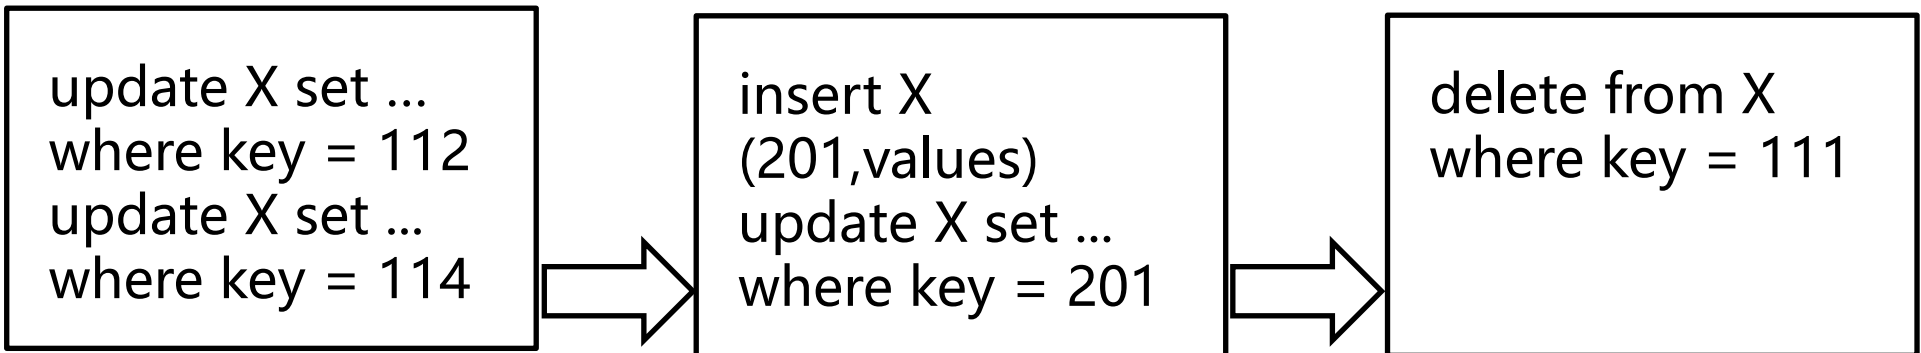 update X set ...
where key = 112
update X set ...
where key = 114
insert X
(201,values)
update X set ...
where key = 201
delete from X
where key = 111